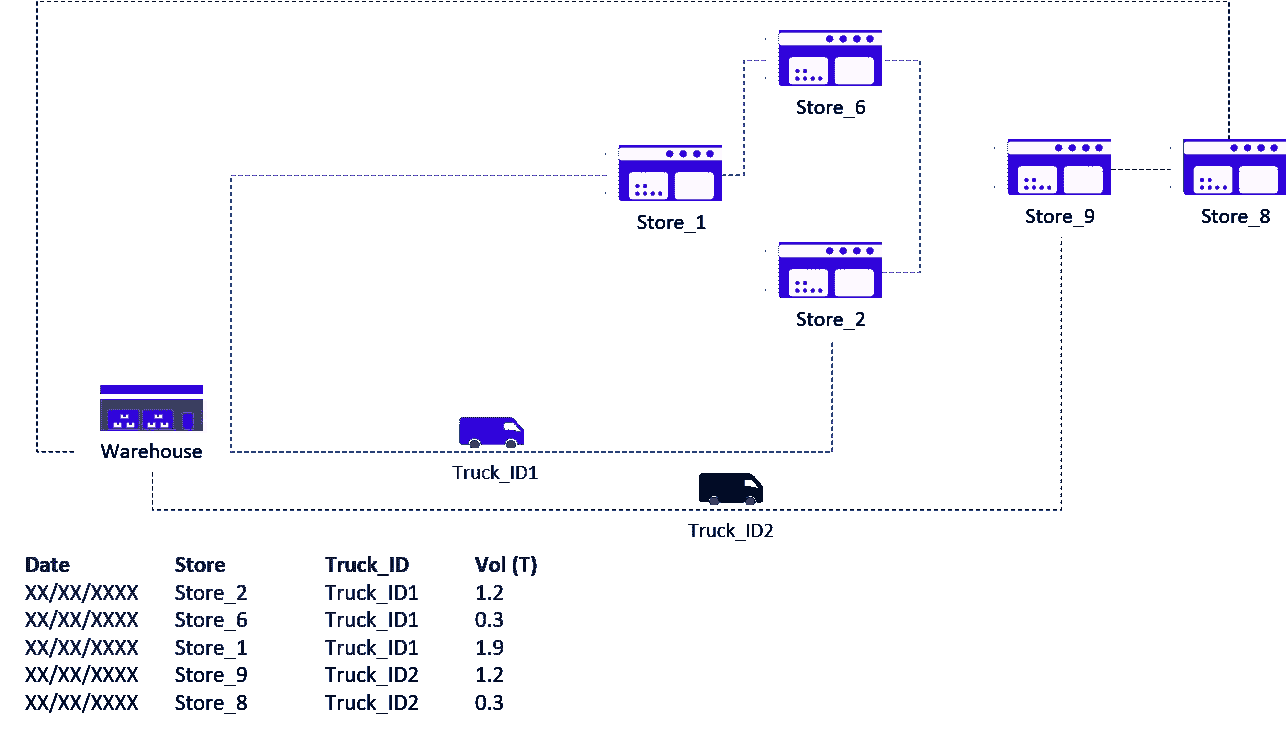 Store_6
Store_1
Store_9
Store_8
Store_2
Warehouse
Truck_ID1
Truck_ID2
Date Store Truck_ID Vol (T)
XX/XX/XXXX Store_2 Truck_ID1 1.2
XX/XX/XXXX Store_6 Truck_ID1 0.3
XX/XX/XXXX Store_1 Truck_ID1 1.9
XX/XX/XXXX Store_9 Truck_ID2 1.2
XX/XX/XXXX Store_8 Truck_ID2 0.3